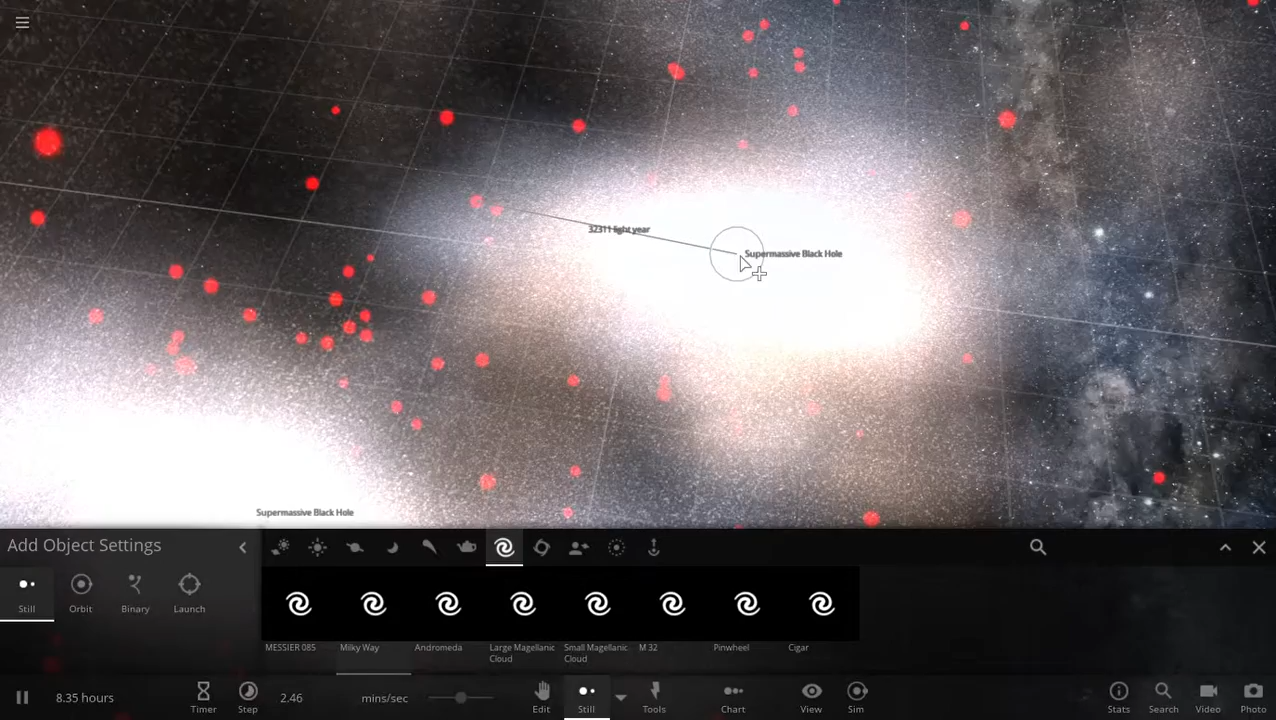 32311 light year
Supermassive Black Hole
Supermassive Black Hole
Add Object Settings
Still
Orbit
Binary
Launch
MESSIER 085
Milky Way
Andromeda
Large Magellanic
Cloud
Small Magellanic
Cloud
M 32
Pinwheel
Cigar
8.35 hours
Timer
Step
2.46
mins/sec
Edit
Still
Tools
Chart
View
Sim
Stats
Search
Video
Photo